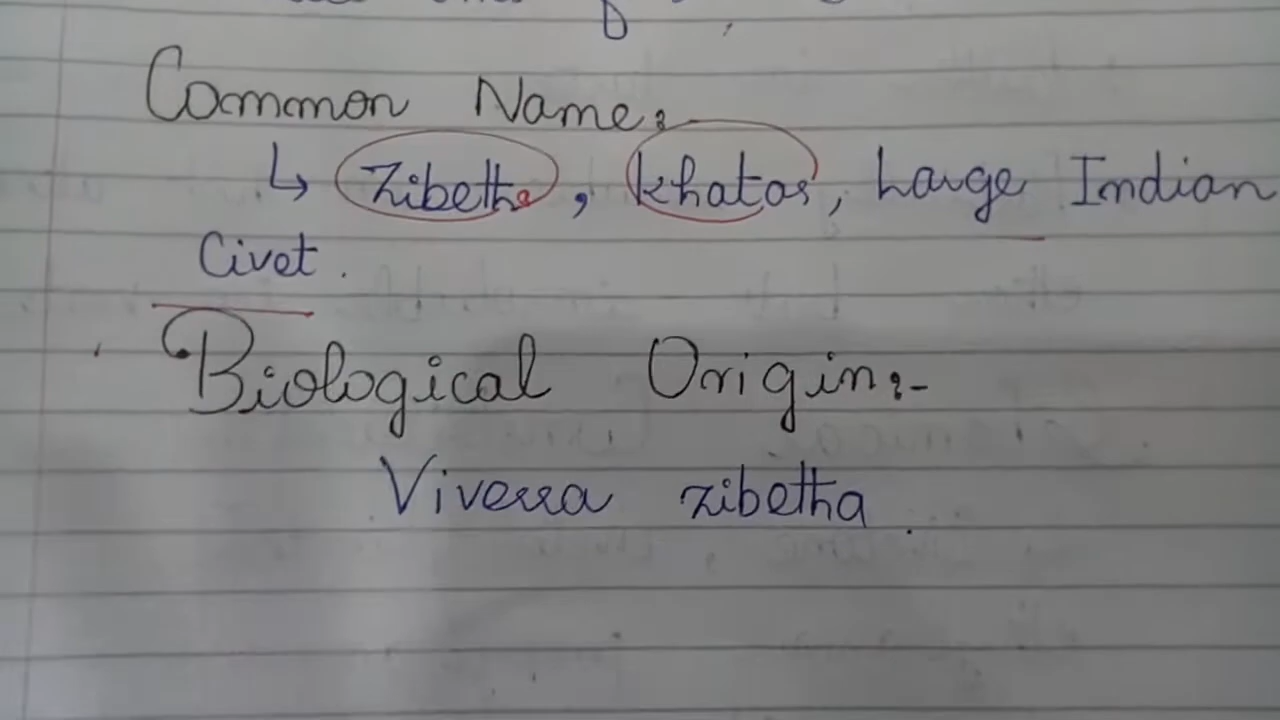 Common Name:
↳ Zibetha, khatas, Large Indian
Civet.
Biological Origin:-
Viverra zibetha.